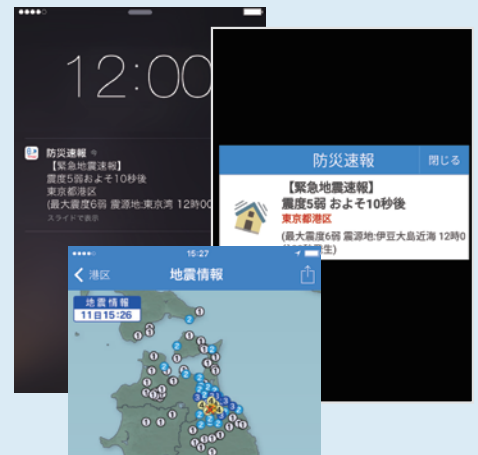 12:00
防災速報
【緊急地震速報】
震度5弱およそ10秒後
東京都港区
(最大震度6弱 震源地:東京湾 12時00
スライドで表示
防災速報
閉じる
【緊急地震速報】
震度5弱 およそ10秒後
東京都港区
(最大震度6弱 震源地:伊豆大島近海 12時0
生)
15:27
港区
地震情報
地震情報
11日15:26